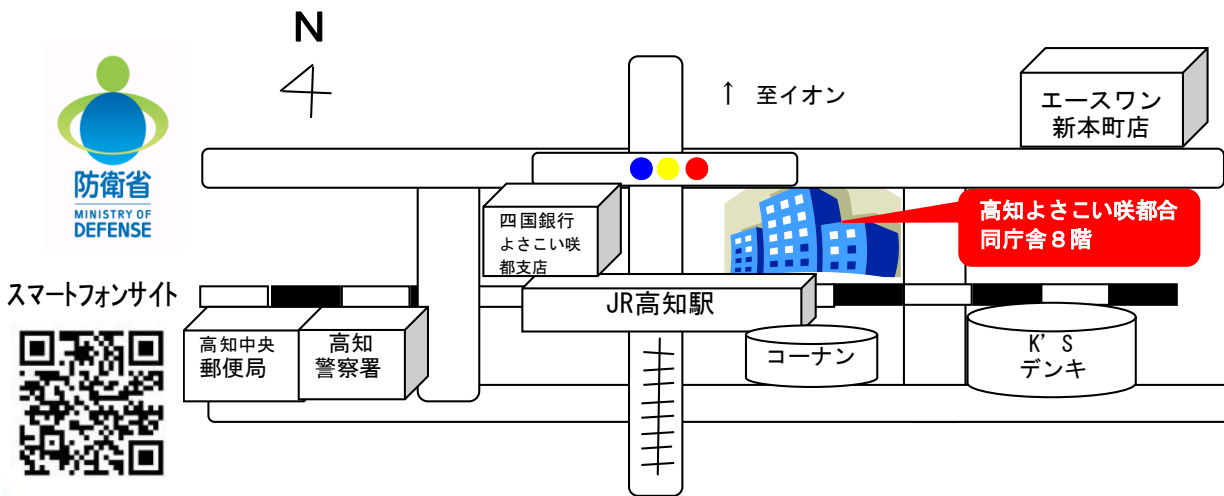 N
防衛省
MINISTRY OF
DEFENSE
↑ 至イオン
エースワン
新本町店
四国銀行
よさこい咲
都支店
高知よさこい咲都合
同庁舎8階
スマートフォンサイト
JR高知駅
高知中央
郵便局
高知
警察署
コーナン
K'S
デンキ